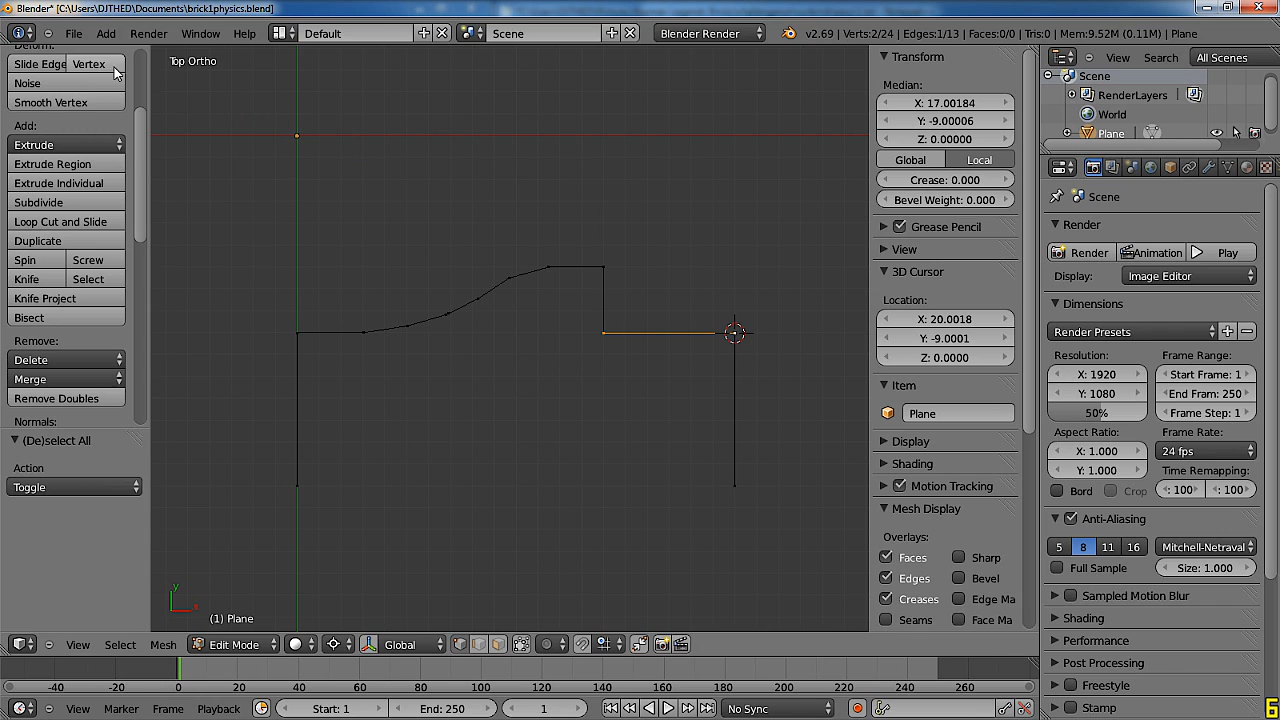 Blender* [C:\Users\DJTHED\Documents\brick1physics.blend]
File Add Render Window Help Default Scene Blender Render v2.69 | Verts:2/24 | Edges:1/13 | Faces:0/0 | Tris:0 | Mem:9.52M (0.11M) | Plane
Deform:
Slide Edge Vertex
Noise
Smooth Vertex
Add:
Extrude
Extrude Region
Extrude Individual
Subdivide
Loop Cut and Slide
Duplicate
Spin Screw
Knife Select
Knife Project
Bisect
Remove:
Delete
Merge
Remove Doubles
Normals:
(De)select All
Action
Toggle
Top Ortho
y
x
(1) Plane
Transform
Median:
X: 17.00184
Y: -9.00006
Z: 0.00000
Global Local
Crease: 0.000
Bevel Weight: 0.000
Grease Pencil
View
3D Cursor
Location:
X: 20.0018
Y: -9.0001
Z: 0.0000
Item
Plane
Display
Shading
Motion Tracking
Mesh Display
Overlays:
Faces Sharp
Edges Bevel
Creases Edge Ma
Seams Face Ma
View Search All Scenes
Scene
RenderLayers
World
Plane
Scene
Render
Render Animation Play
Display: Image Editor
Dimensions
Render Presets
Resolution: Frame Range:
X: 1920 Start Frame: 1
Y: 1080 End Fram: 250
50% Frame Step: 1
Aspect Ratio: Frame Rate:
X: 1.000 24 fps
Y: 1.000 Time Remapping:
Bord Crop : 100 : 100
Anti-Aliasing
5 8 11 16 Mitchell-Netraval
Full Sample Size: 1.000
Sampled Motion Blur
Shading
Performance
Post Processing
Freestyle
Stamp
View Select Mesh Edit Mode Global
-40 -20 0 20 40 60 80 100 120 140 160 180 200 220 240 260
View Marker Frame Playback Start: 1 End: 250 1 No Sync
6